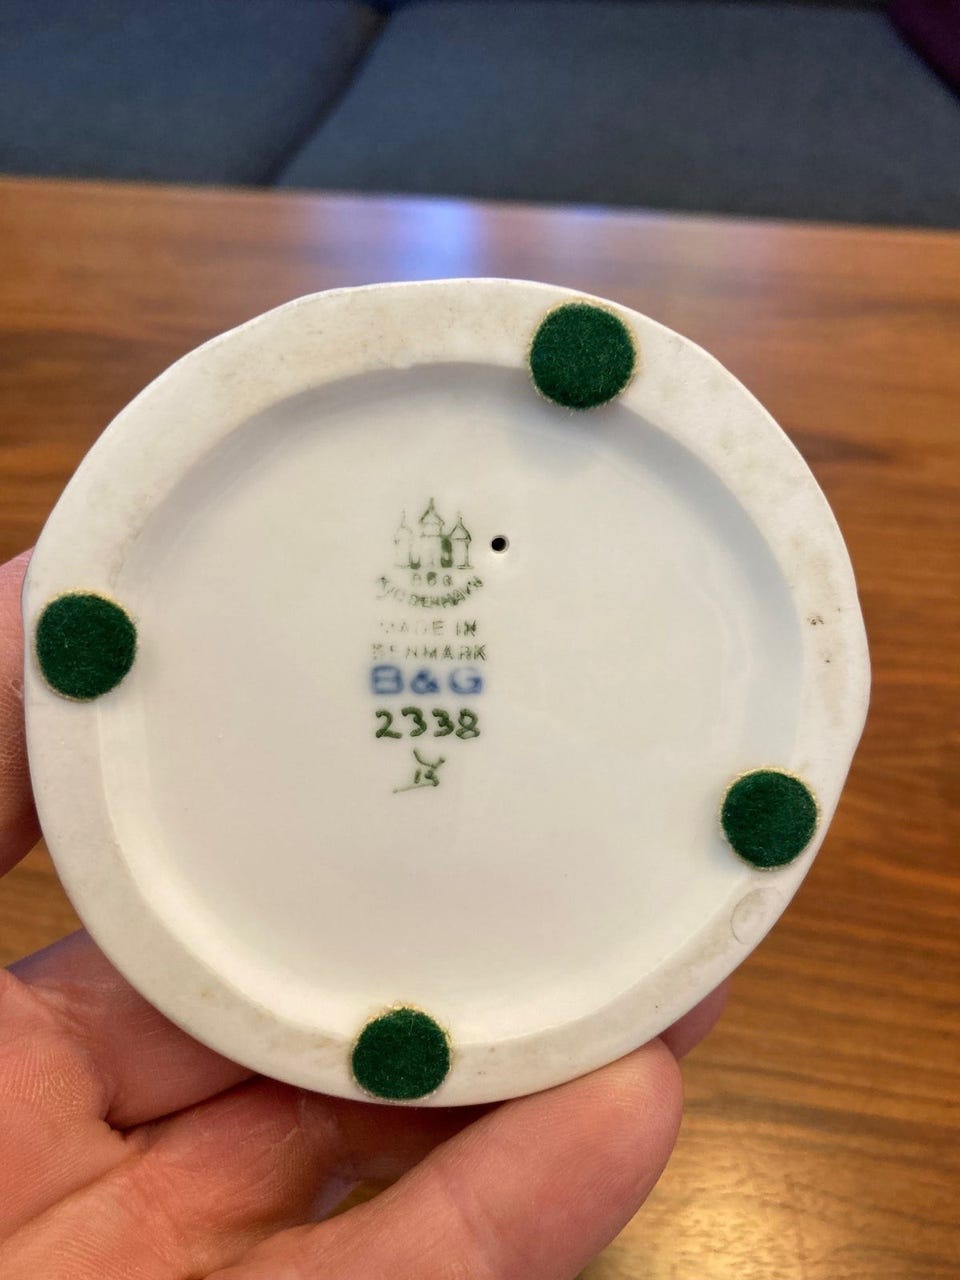 B&G
KJØBENHAVN
MADE IN
DENMARK
B&G
2338